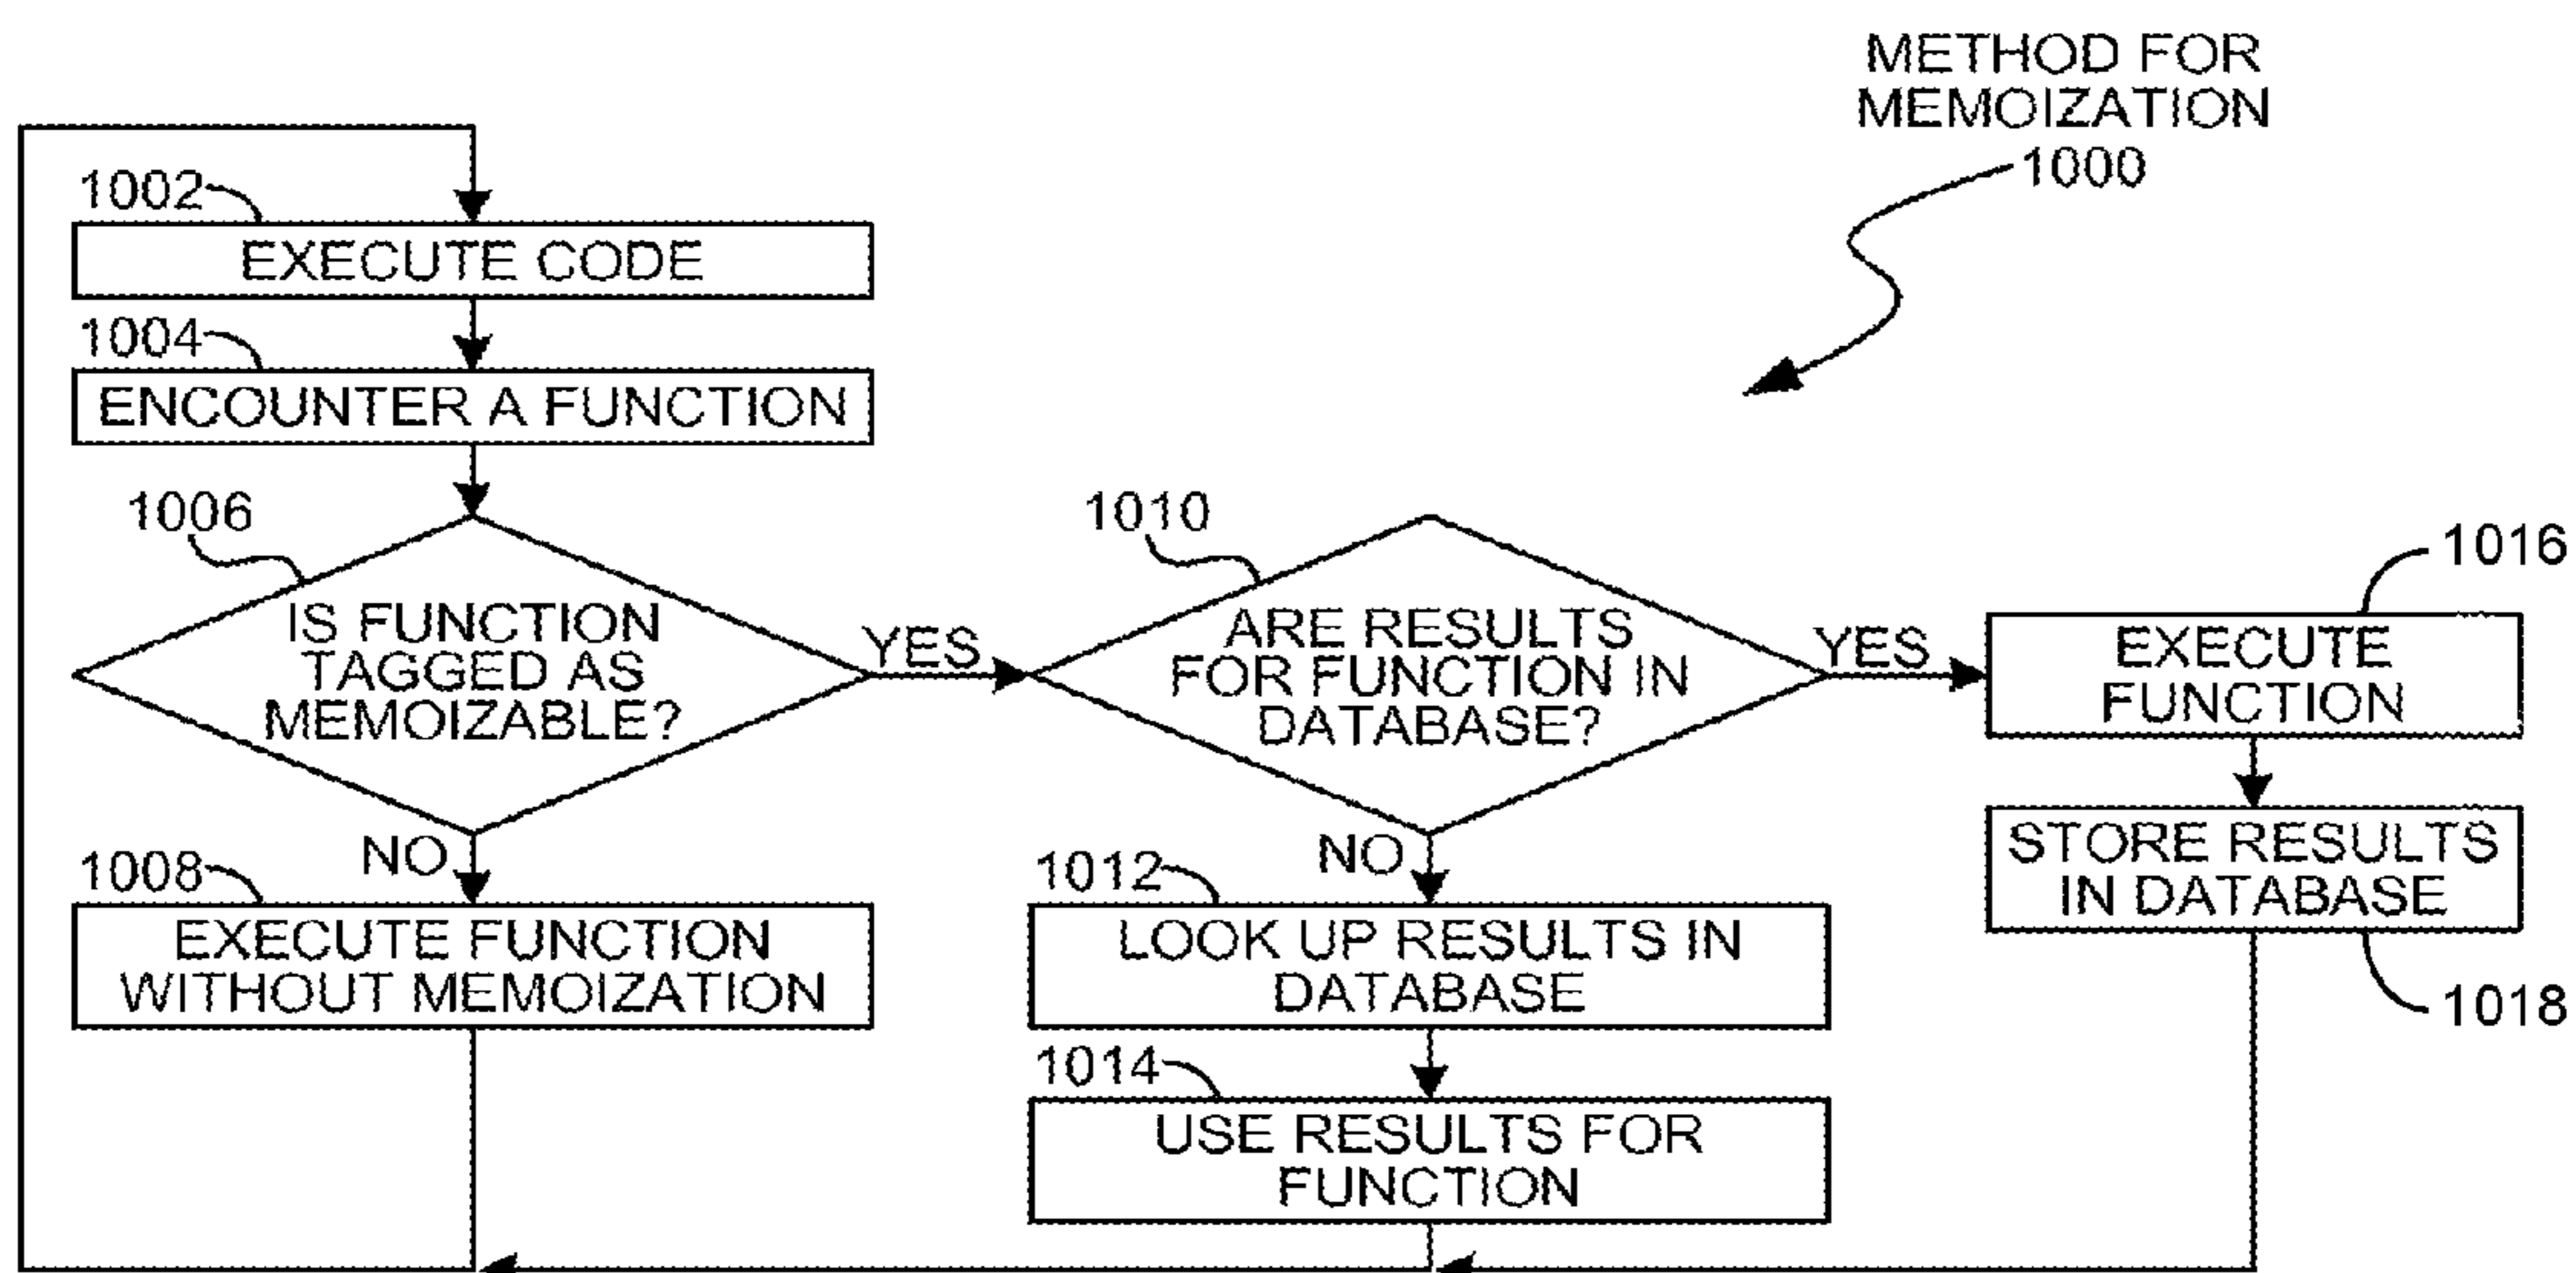 METHOD FOR
MEMOIZATION
1000
1002
EXECUTE CODE
1004
ENCOUNTER A FUNCTION
1006
IS FUNCTION
TAGGED AS
MEMOIZABLE?
YES
NO
1008
EXECUTE FUNCTION
WITHOUT MEMOIZATION
1010
ARE RESULTS
FOR FUNCTION IN
DATABASE?
YES
NO
1012
LOOK UP RESULTS IN
DATABASE
1014
USE RESULTS FOR
FUNCTION
1016
EXECUTE
FUNCTION
STORE RESULTS
IN DATABASE
1018